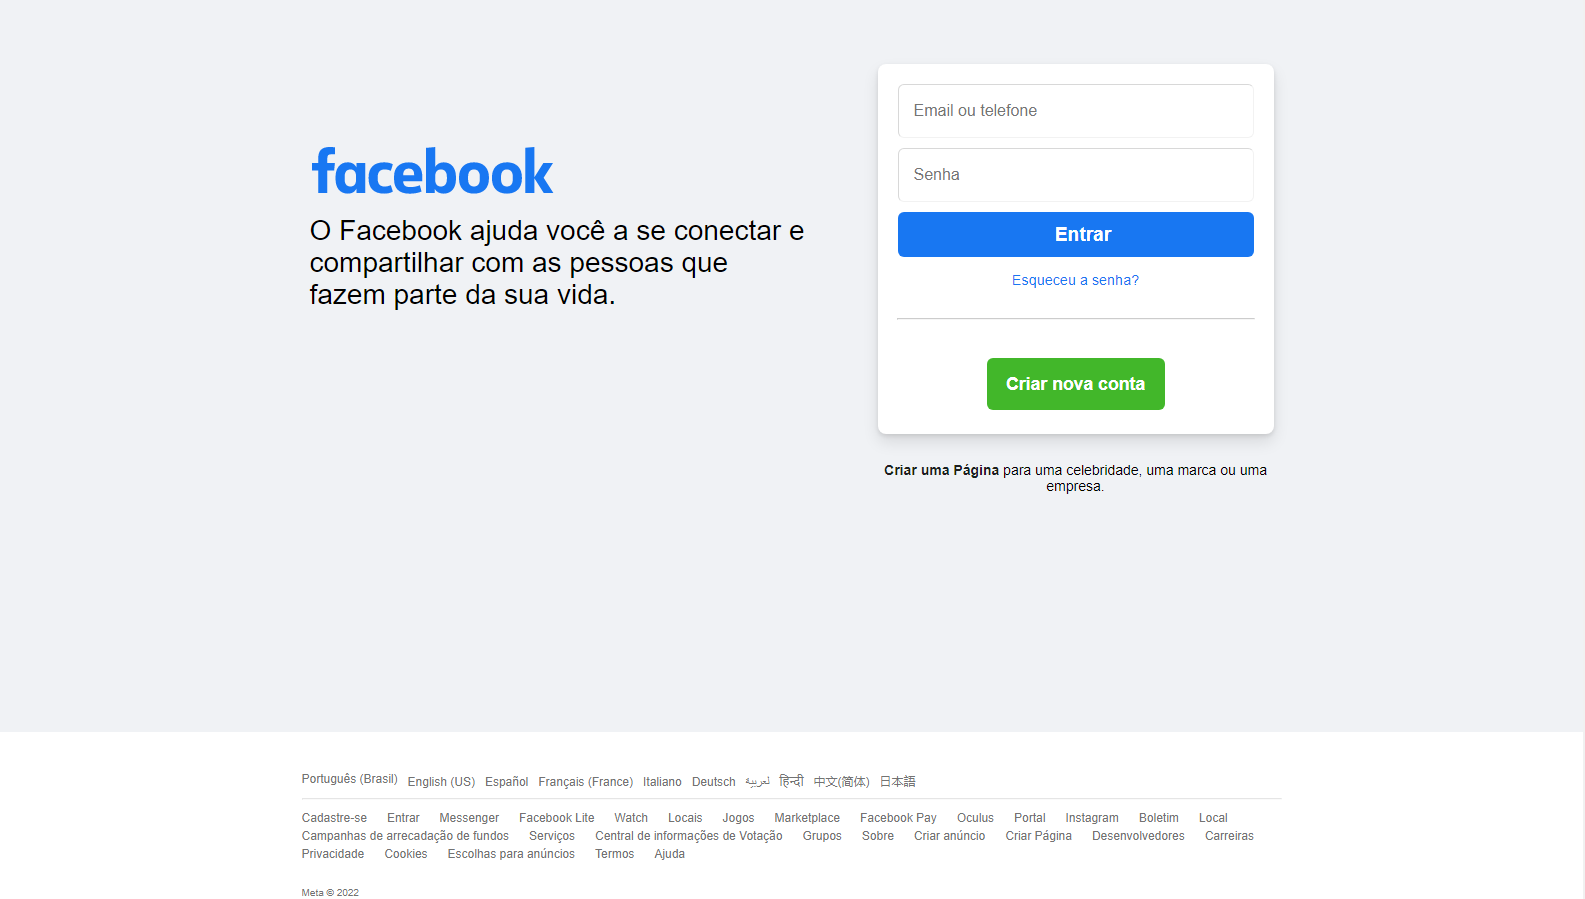 facebook
O Facebook ajuda você a se conectar e
compartilhar com as pessoas que
fazem parte da sua vida.
Email ou telefone
Senha
Entrar
Esqueceu a senha?
Criar nova conta
Criar uma Página para uma celebridade, uma marca ou uma
empresa.
Português (Brasil) English (US) Español Français (France) Italiano Deutsch لعربية हिन्दी 中文(简体) 日本語
Cadastre-se Entrar Messenger Facebook Lite Watch Locais Jogos Marketplace Facebook Pay Oculus Portal Instagram Boletim Local
Campanhas de arrecadação de fundos Serviços Central de informações de Votação Grupos Sobre Criar anúncio Criar Página Desenvolvedores Carreiras
Privacidade Cookies Escolhas para anúncios Termos Ajuda
Meta © 2022